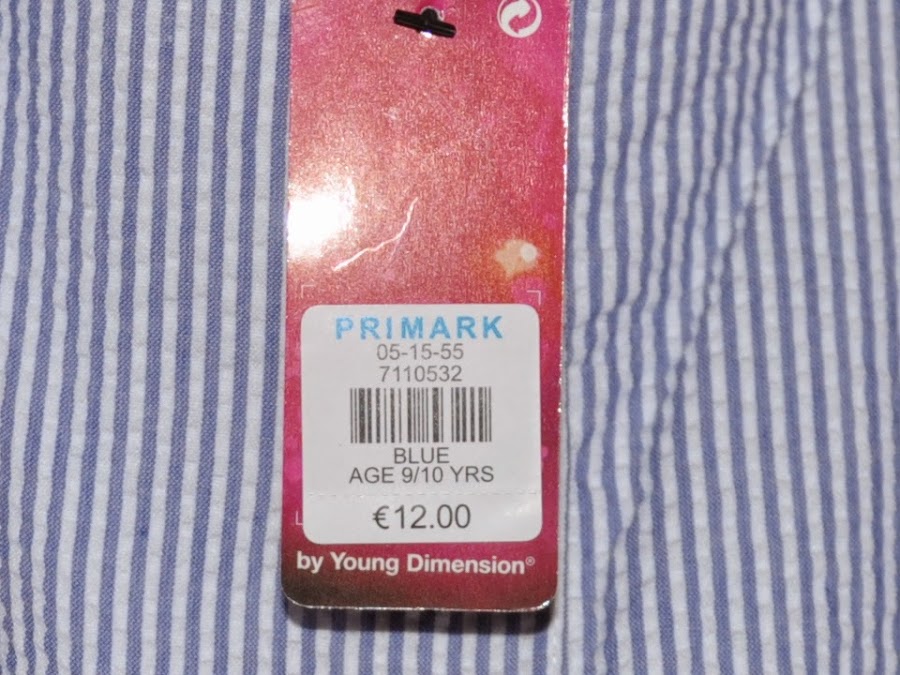 PRIMARK
05-15-55
7110532
BLUE
AGE 9/10 YRS
€12.00
by Young Dimension®